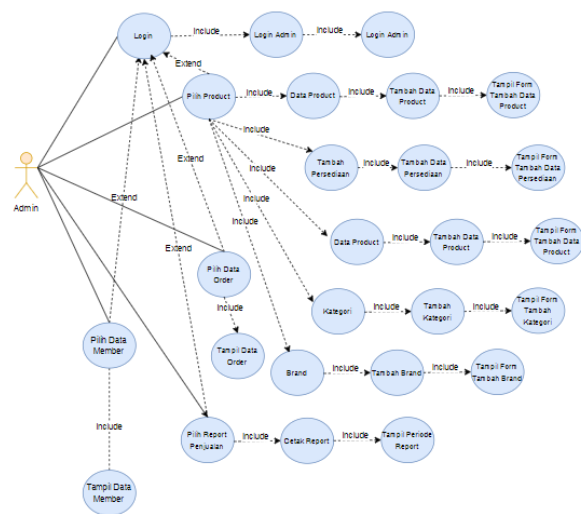 Login
Include
Login Admin
Include
Login Admin
Extend
Pilih Product
Include
Data Product
Include
Tambah Data
Product
Include
Tampil Form
Tambah Data
Product
Include
Tambah
Persediaan
Include
Tambah Data
Persediaan
Include
Tampil Form
Tambah Data
Persediaan
Admin
Extend
Extend
Include
Include
Include
Data Product
Include
Tambah Data
Product
Include
Tampil Form
Tambah Data
Product
Extend
Pilih Data
Order
Include
Kategori
Include
Tambah
Kategori
Include
Tampil Form
Tambah
Kategori
Pilih Data
Member
Tampil Data
Order
Include
Brand
Include
Tambah Brand
Include
Tampil Form
Tambah Brand
Include
Pilih Report
Penjualan
Include
Cetak Report
Include
Tampil Periode
Report
Tampil Data
Member